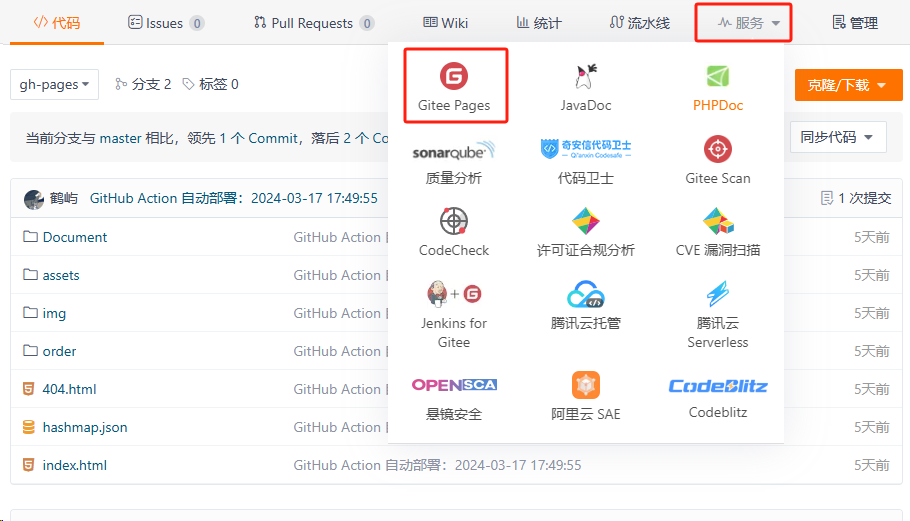 代码
Issues 0
Pull Requests 0
Wiki
统计
流水线
服务
管理
gh-pages
分支 2
标签 0
克隆/下载
当前分支与 master 相比，领先 1 个 Commit，落后 2 个 Co
同步代码
鹤屿 GitHub Action 自动部署：2024-03-17 17:49:55
1 次提交
Document GitHub Action 5天前
assets GitHub Action 5天前
img GitHub Action 5天前
order GitHub Action 5天前
404.html GitHub Action 5天前
hashmap.json GitHub Action 5天前
index.html GitHub Action 自动部署：2024-03-17 17:49:55 5天前
Gitee Pages
JavaDoc
PHPDoc
sonarqube
质量分析
奇安信代码卫士
Qi'anxin Codesafe
代码卫士
Gitee Scan
CodeCheck
许可证合规分析
CVE 漏洞扫描
Jenkins for
Gitee
腾讯云托管
腾讯云
Serverless
OPENSCA
悬镜安全
阿里云 SAE
CodeBlitz
Codeblitz